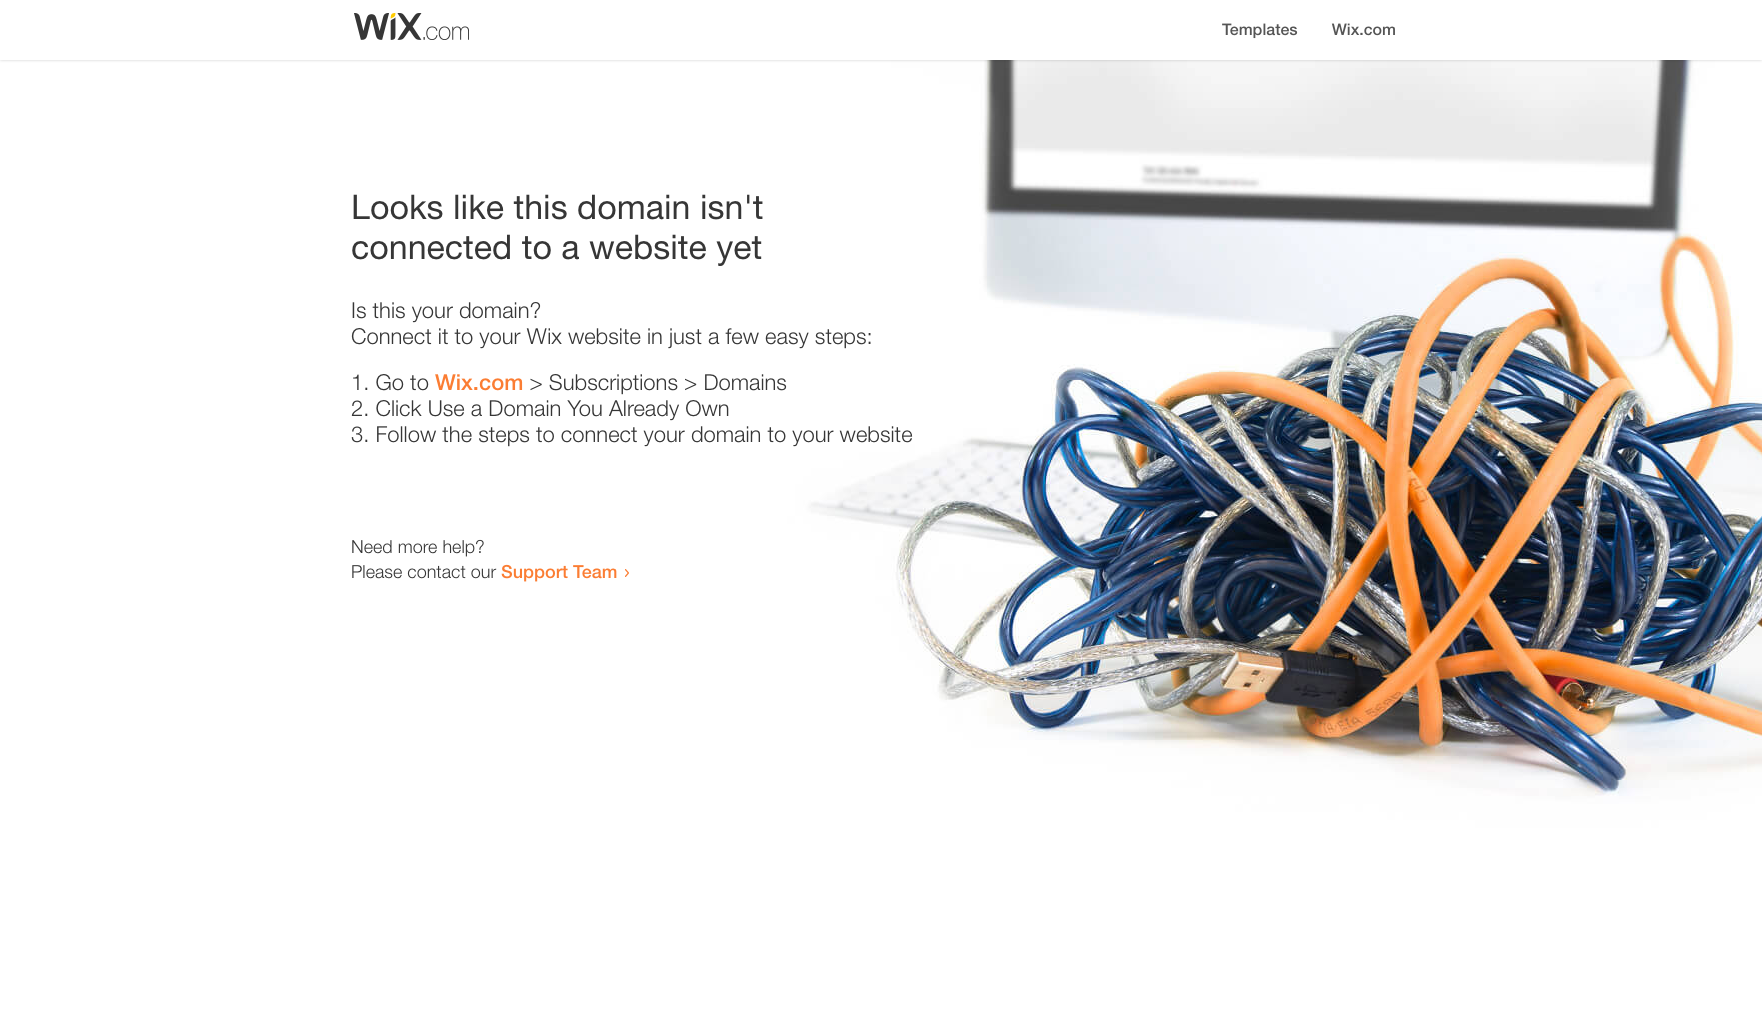 WiX.com
Templates
Wix.com
Looks like this domain isn't
connected to a website yet
Is this your domain?
Connect it to your Wix website in just a few easy steps:
1. Go to Wix.com > Subscriptions > Domains
2. Click Use a Domain You Already Own
3. Follow the steps to connect your domain to your website
Need more help?
Please contact our Support Team ›